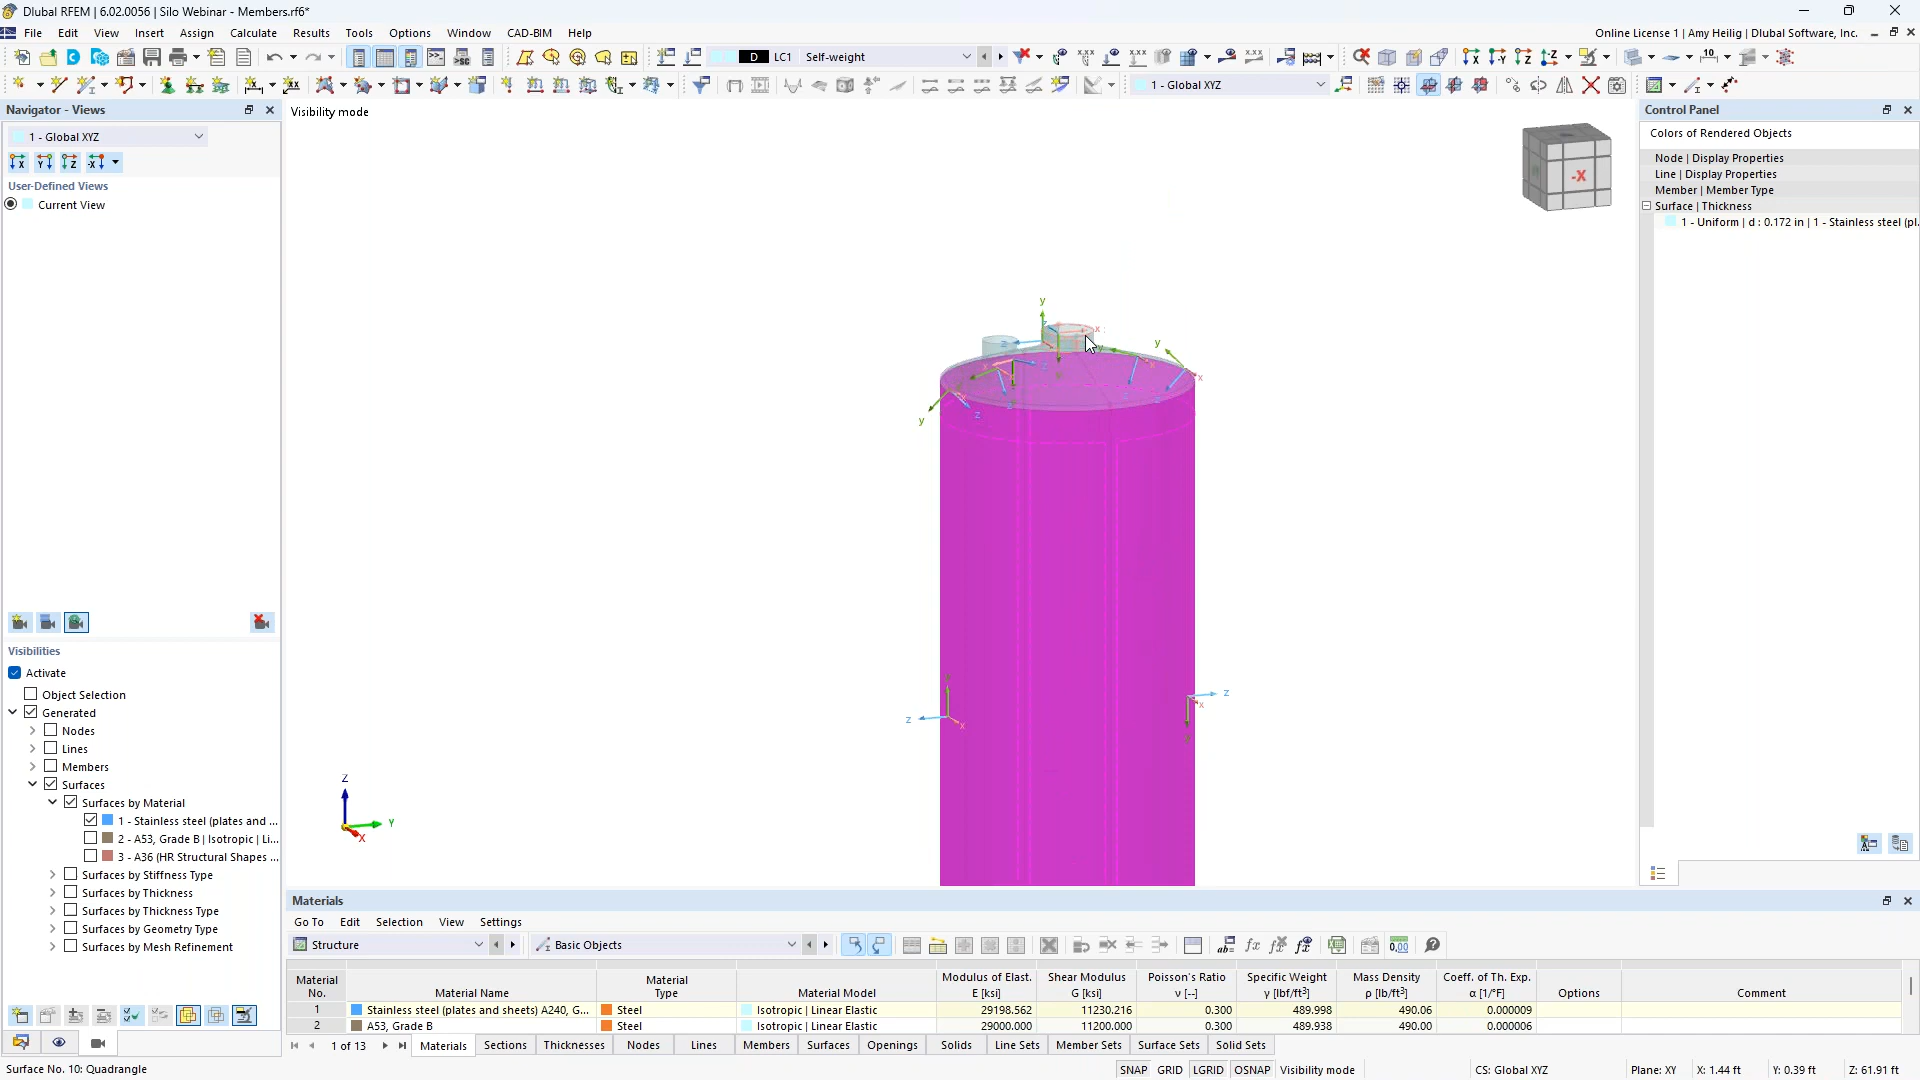 Dlubal RFEM | 6.02.0056 | Silo Webinar - Members.rf6*
File Edit View Insert Assign Calculate Results Tools Options Window CAD-BIM Help
Online License 1 | Amy Heilig | Dlubal Software, Inc.
D LC1 Self-weight
1 - Global XYZ
Navigator - Views
1 - Global XYZ
User-Defined Views
Current View
Visibility mode
-X
Control Panel
Colors of Rendered Objects
Node | Display Properties
Line | Display Properties
Member | Member Type
Surface | Thickness
1 - Uniform | d : 0.172 in | 1 - Stainless steel (pl...
Z
Y
X
Visibilities
Activate
Object Selection
Generated
Nodes
Lines
Members
Surfaces
Surfaces by Material
1 - Stainless steel (plates and ...
2 - A53, Grade B | Isotropic | Li...
3 - A36 (HR Structural Shapes ...
Surfaces by Stiffness Type
Surfaces by Thickness
Surfaces by Thickness Type
Surfaces by Geometry Type
Surfaces by Mesh Refinement
Materials
Go To Edit Selection View Settings
Structure
Basic Objects
Material No. Material Name Material Type Material Model Modulus of Elast. E [ksi] Shear Modulus G [ksi] Poisson's Ratio ν [--] Specific Weight γ [lbf/ft³] Mass Density ρ [lb/ft³] Coeff. of Th. Exp. α [1/°F] Options Comment
1 Stainless steel (plates and sheets) A240, G... Steel Isotropic | Linear Elastic 29198.562 11230.216 0.300 489.998 490.06 0.000009
2 A53, Grade B Steel Isotropic | Linear Elastic 29000.000 11200.000 0.300 489.938 490.00 0.000006
1 of 13 Materials Sections Thicknesses Nodes Lines Members Surfaces Openings Solids Line Sets Member Sets Surface Sets Solid Sets
Surface No. 10: Quadrangle
SNAP GRID LGRID OSNAP Visibility mode CS: Global XYZ Plane: XY X: 1.44 ft Y: 0.39 ft Z: 61.91 ft